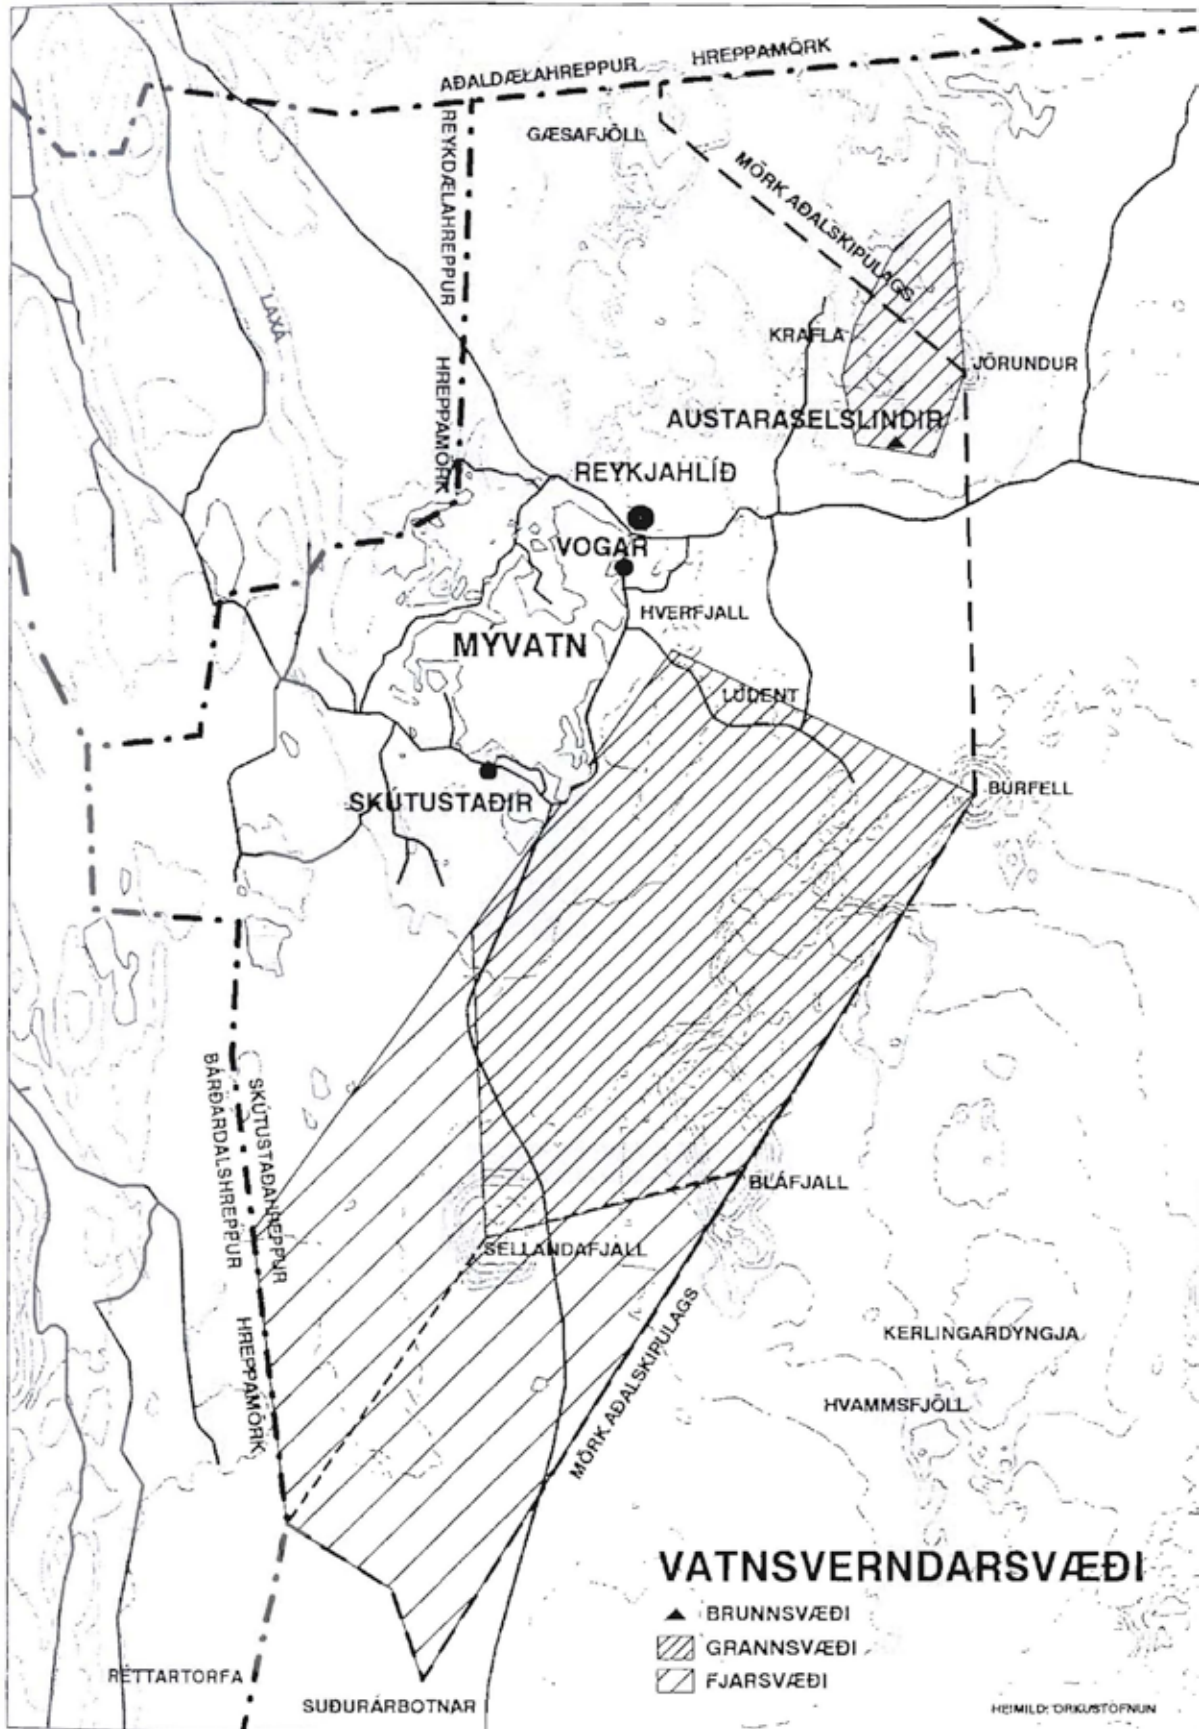 AÐALDÆLAHREPPUR
HREPPAMÖRK
REYKDÆLAHREPPUR
HREPPAMÖRK
GÆSAFJÖLL
MÖRK AÐALSKIPULAGS
LAXÁ
KRAFLA
JÖRUNDUR
AUSTARASELSLINDIR
REYKJAHLÍÐ
VOGAR
HVERFJALL
MÝVATN
LÚDENT
BÚRFELL
SKÚTUSTAÐIR
SKÚTUSTAÐAHREPPUR
BÁRÐARDALSHREPPUR
HREPPAMÖRK
BLÁFJALL
SELLANDAFJALL
MÖRK AÐALSKIPULAGS
KERLINGARDYNGJA
HVAMMSFJÖLL
VATNSVERNDARSVÆÐI
BRUNNSVÆÐI
GRANNSVÆÐI
FJARSVÆÐI
RÉTTARTORFA
SUÐURÁRBOTNAR
HEIMILD: ORKUSTOFNUN